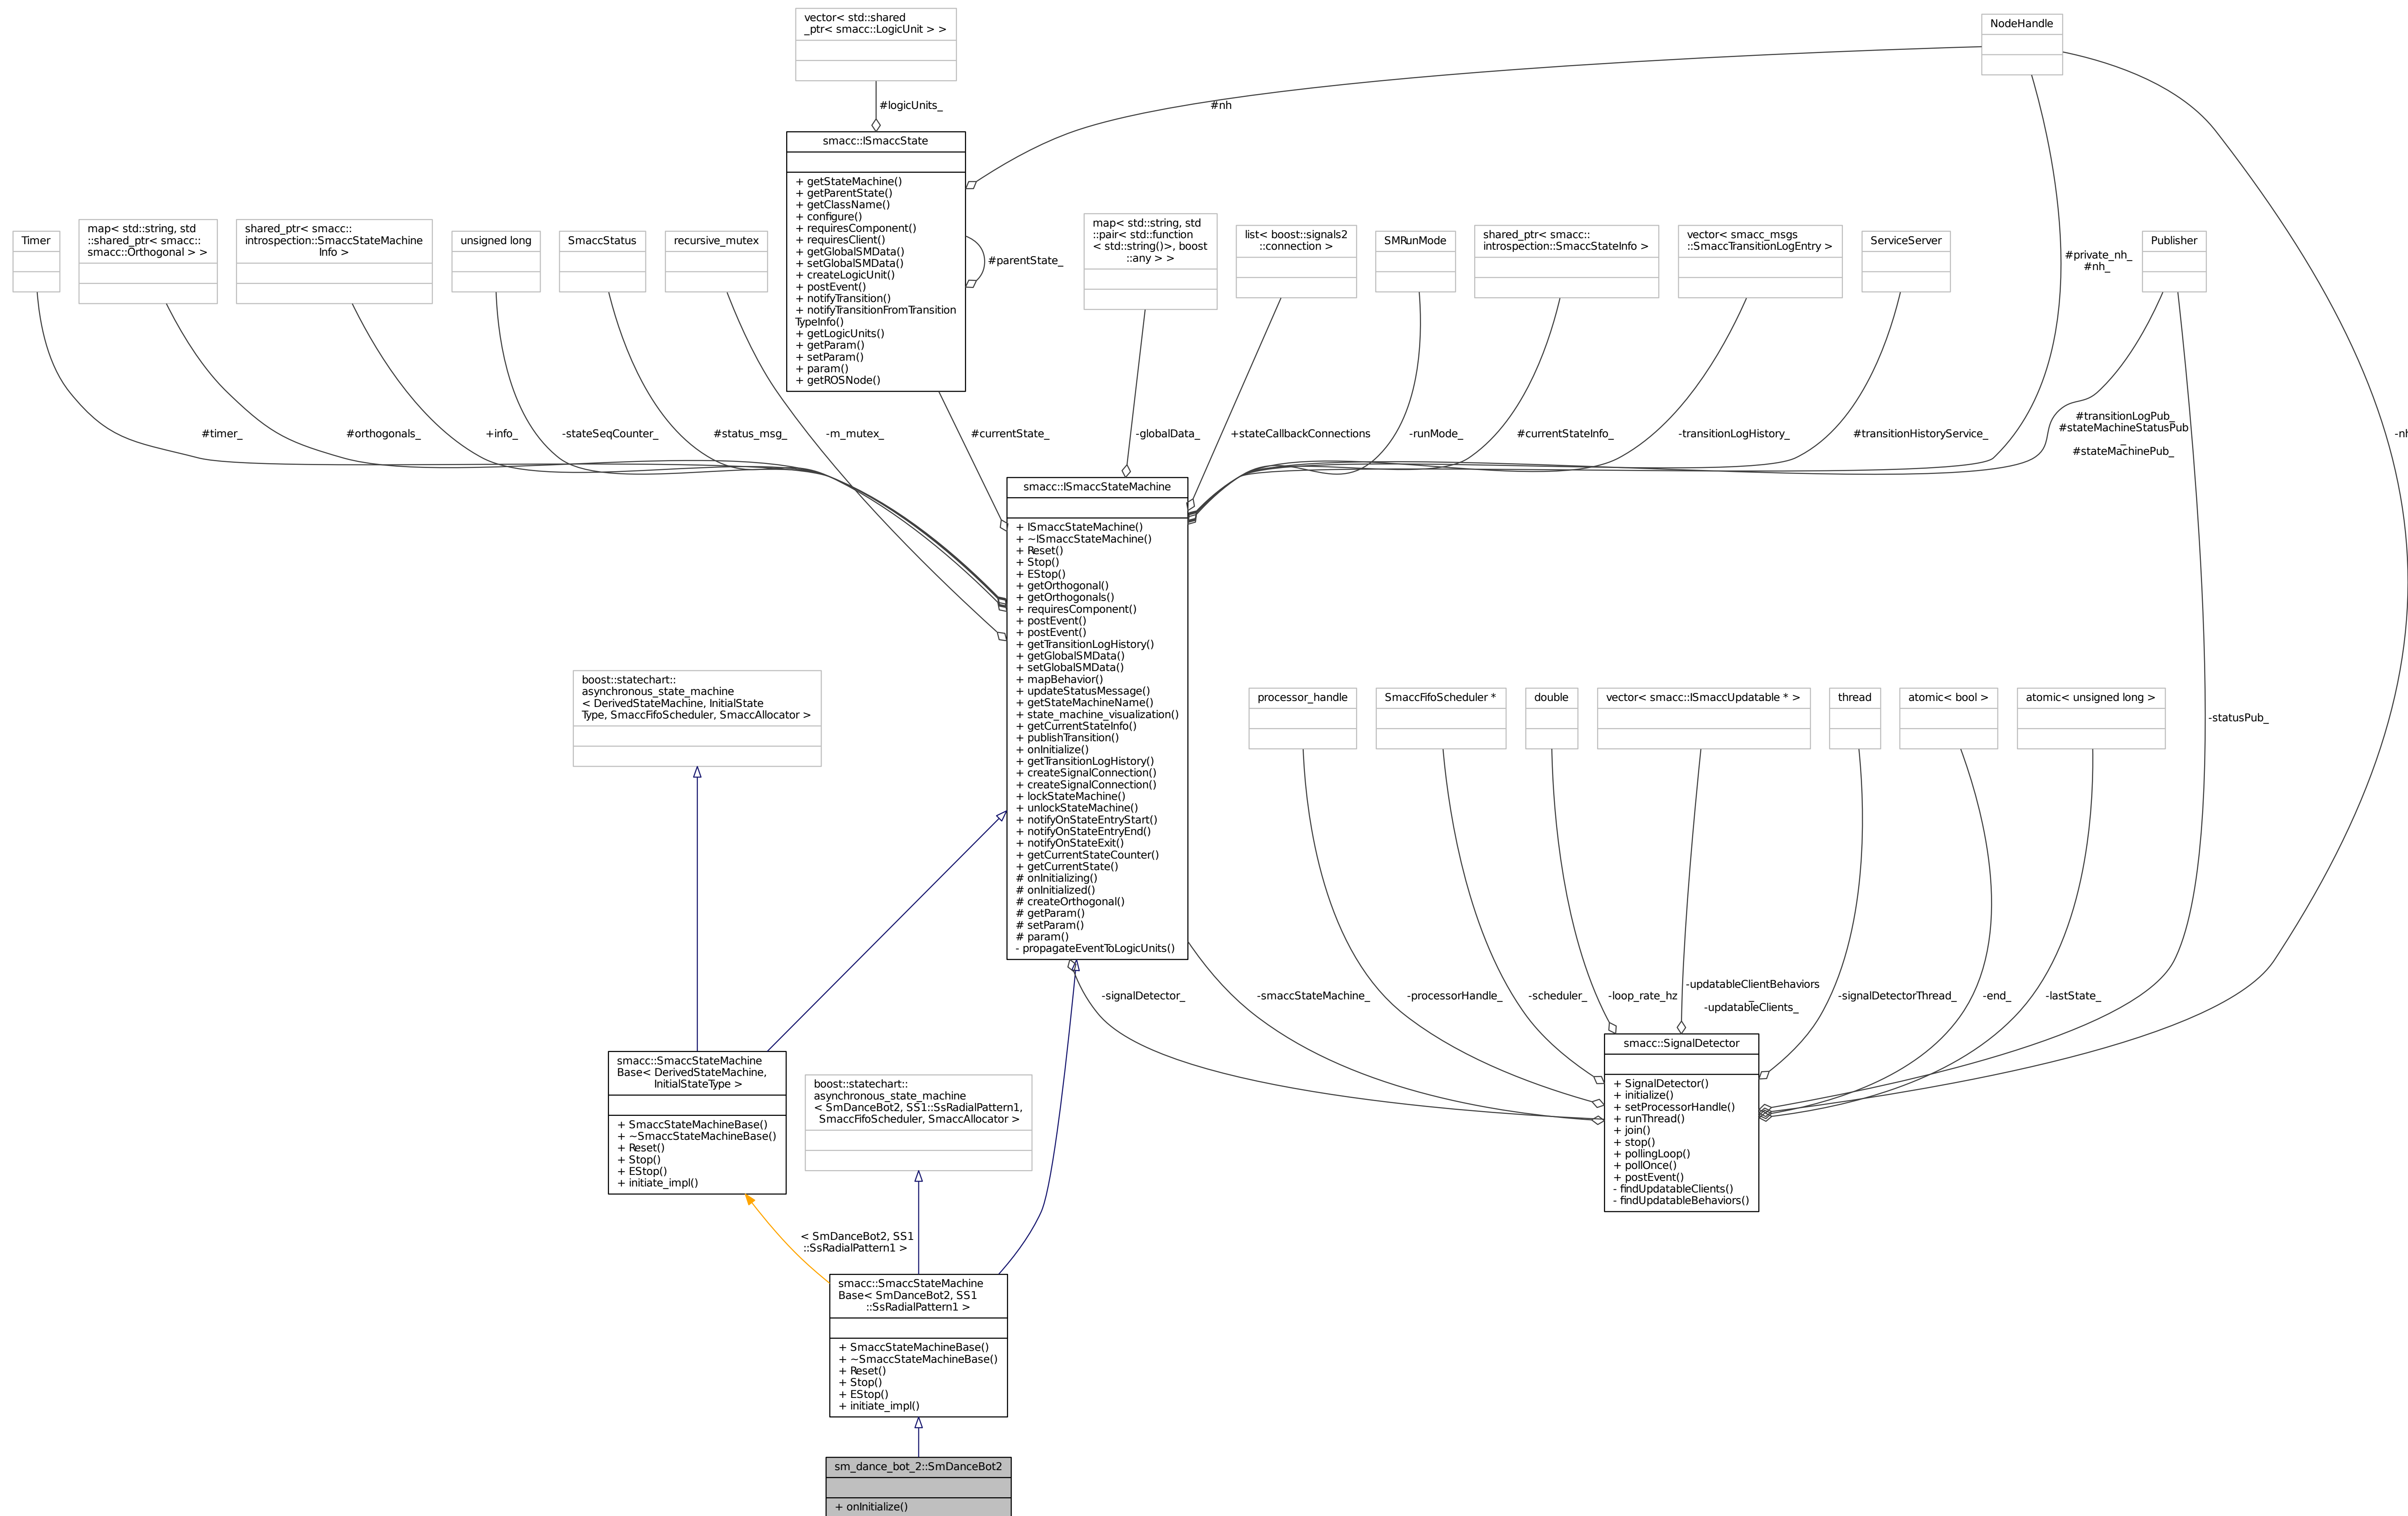 vector< std::shared
_ptr< smacc::LogicUnit > >
NodeHandle
#logicUnits_
#nh
smacc::ISmaccState
+ getStateMachine()
+ getParentState()
+ getClassName()
+ configure()
+ requiresComponent()
+ requiresClient()
+ getGlobalSMData()
+ setGlobalSMData()
+ createLogicUnit()
+ postEvent()
+ notifyTransition()
+ notifyTransitionFromTransition
TypeInfo()
+ getLogicUnits()
+ getParam()
+ setParam()
+ param()
+ getROSNode()
#parentState_
Timer
map< std::string, std
::shared_ptr< smacc::
smacc::Orthogonal > >
shared_ptr< smacc::
introspection::SmaccStateMachine
Info >
unsigned long
SmaccStatus
recursive_mutex
map< std::string, std
::pair< std::function
< std::string()>, boost
::any > >
list< boost::signals2
::connection >
SMRunMode
shared_ptr< smacc::
introspection::SmaccStateInfo >
vector< smacc_msgs
::SmaccTransitionLogEntry >
ServiceServer
#private_nh_
#nh_
Publisher
#timer_
#orthogonals_
+info_
-stateSeqCounter_
#status_msg_
-m_mutex_
#currentState_
-globalData_
+stateCallbackConnections
-runMode_
#currentStateInfo_
-transitionLogHistory_
#transitionHistoryService_
#transitionLogPub_
#stateMachineStatusPub
_
#stateMachinePub_
-nh
smacc::ISmaccStateMachine
+ ISmaccStateMachine()
+ ~ISmaccStateMachine()
+ Reset()
+ Stop()
+ EStop()
+ getOrthogonal()
+ getOrthogonals()
+ requiresComponent()
+ postEvent()
+ postEvent()
+ getTransitionLogHistory()
+ getGlobalSMData()
+ setGlobalSMData()
+ mapBehavior()
+ updateStatusMessage()
+ getStateMachineName()
+ state_machine_visualization()
+ getCurrentStateInfo()
+ publishTransition()
+ onInitialize()
+ getTransitionLogHistory()
+ createSignalConnection()
+ createSignalConnection()
+ lockStateMachine()
+ unlockStateMachine()
+ notifyOnStateEntryStart()
+ notifyOnStateEntryEnd()
+ notifyOnStateExit()
+ getCurrentStateCounter()
+ getCurrentState()
# onInitializing()
# onInitialized()
# createOrthogonal()
# getParam()
# setParam()
# param()
- propagateEventToLogicUnits()
boost::statechart::
asynchronous_state_machine
< DerivedStateMachine, InitialState
Type, SmaccFifoScheduler, SmaccAllocator >
processor_handle
SmaccFifoScheduler *
double
vector< smacc::ISmaccUpdatable * >
thread
atomic< bool >
atomic< unsigned long >
-statusPub_
-signalDetector_
-smaccStateMachine_
-processorHandle_
-scheduler_
-loop_rate_hz
-updatableClientBehaviors
_
-updatableClients_
-signalDetectorThread_
-end_
-lastState_
smacc::SignalDetector
+ SignalDetector()
+ initialize()
+ setProcessorHandle()
+ runThread()
+ join()
+ stop()
+ pollingLoop()
+ pollOnce()
+ postEvent()
- findUpdatableClients()
- findUpdatableBehaviors()
smacc::SmaccStateMachine
Base< DerivedStateMachine,
InitialStateType >
+ SmaccStateMachineBase()
+ ~SmaccStateMachineBase()
+ Reset()
+ Stop()
+ EStop()
+ initiate_impl()
boost::statechart::
asynchronous_state_machine
< SmDanceBot2, SS1::SsRadialPattern1,
SmaccFifoScheduler, SmaccAllocator >
< SmDanceBot2, SS1
::SsRadialPattern1 >
smacc::SmaccStateMachine
Base< SmDanceBot2, SS1
::SsRadialPattern1 >
+ SmaccStateMachineBase()
+ ~SmaccStateMachineBase()
+ Reset()
+ Stop()
+ EStop()
+ initiate_impl()
sm_dance_bot_2::SmDanceBot2
+ onInitialize()